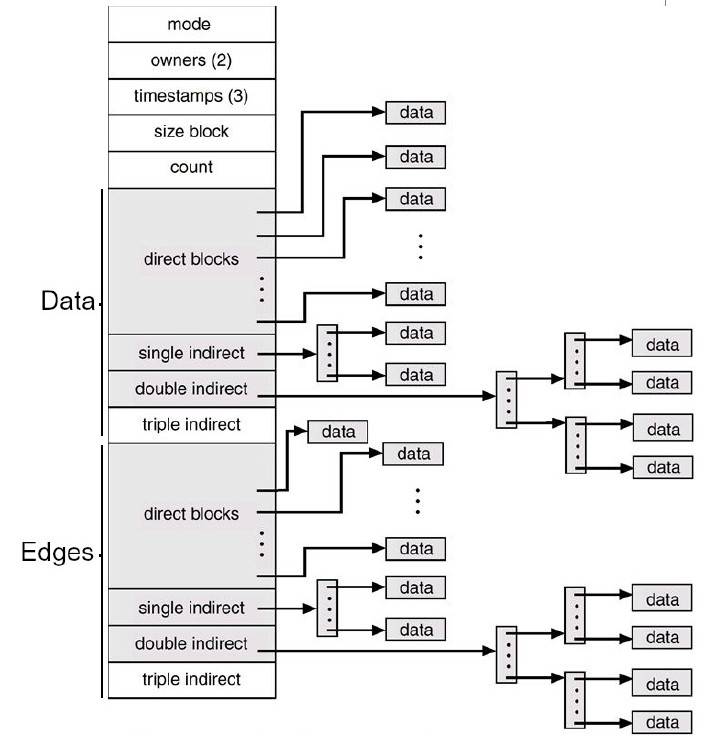 mode
owners (2)
timestamps (3)
size block
count
data
data
data
direct blocks
data
Data
single indirect
data
data
double indirect
triple indirect
data
data
data
data
data
data
direct blocks
data
Edges
single indirect
data
data
double indirect
triple indirect
data
data
data
data